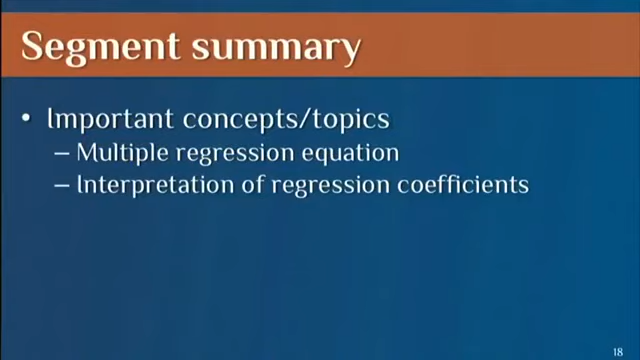 Segment summary
• Important concepts/topics
– Multiple regression equation
– Interpretation of regression coefficients
18